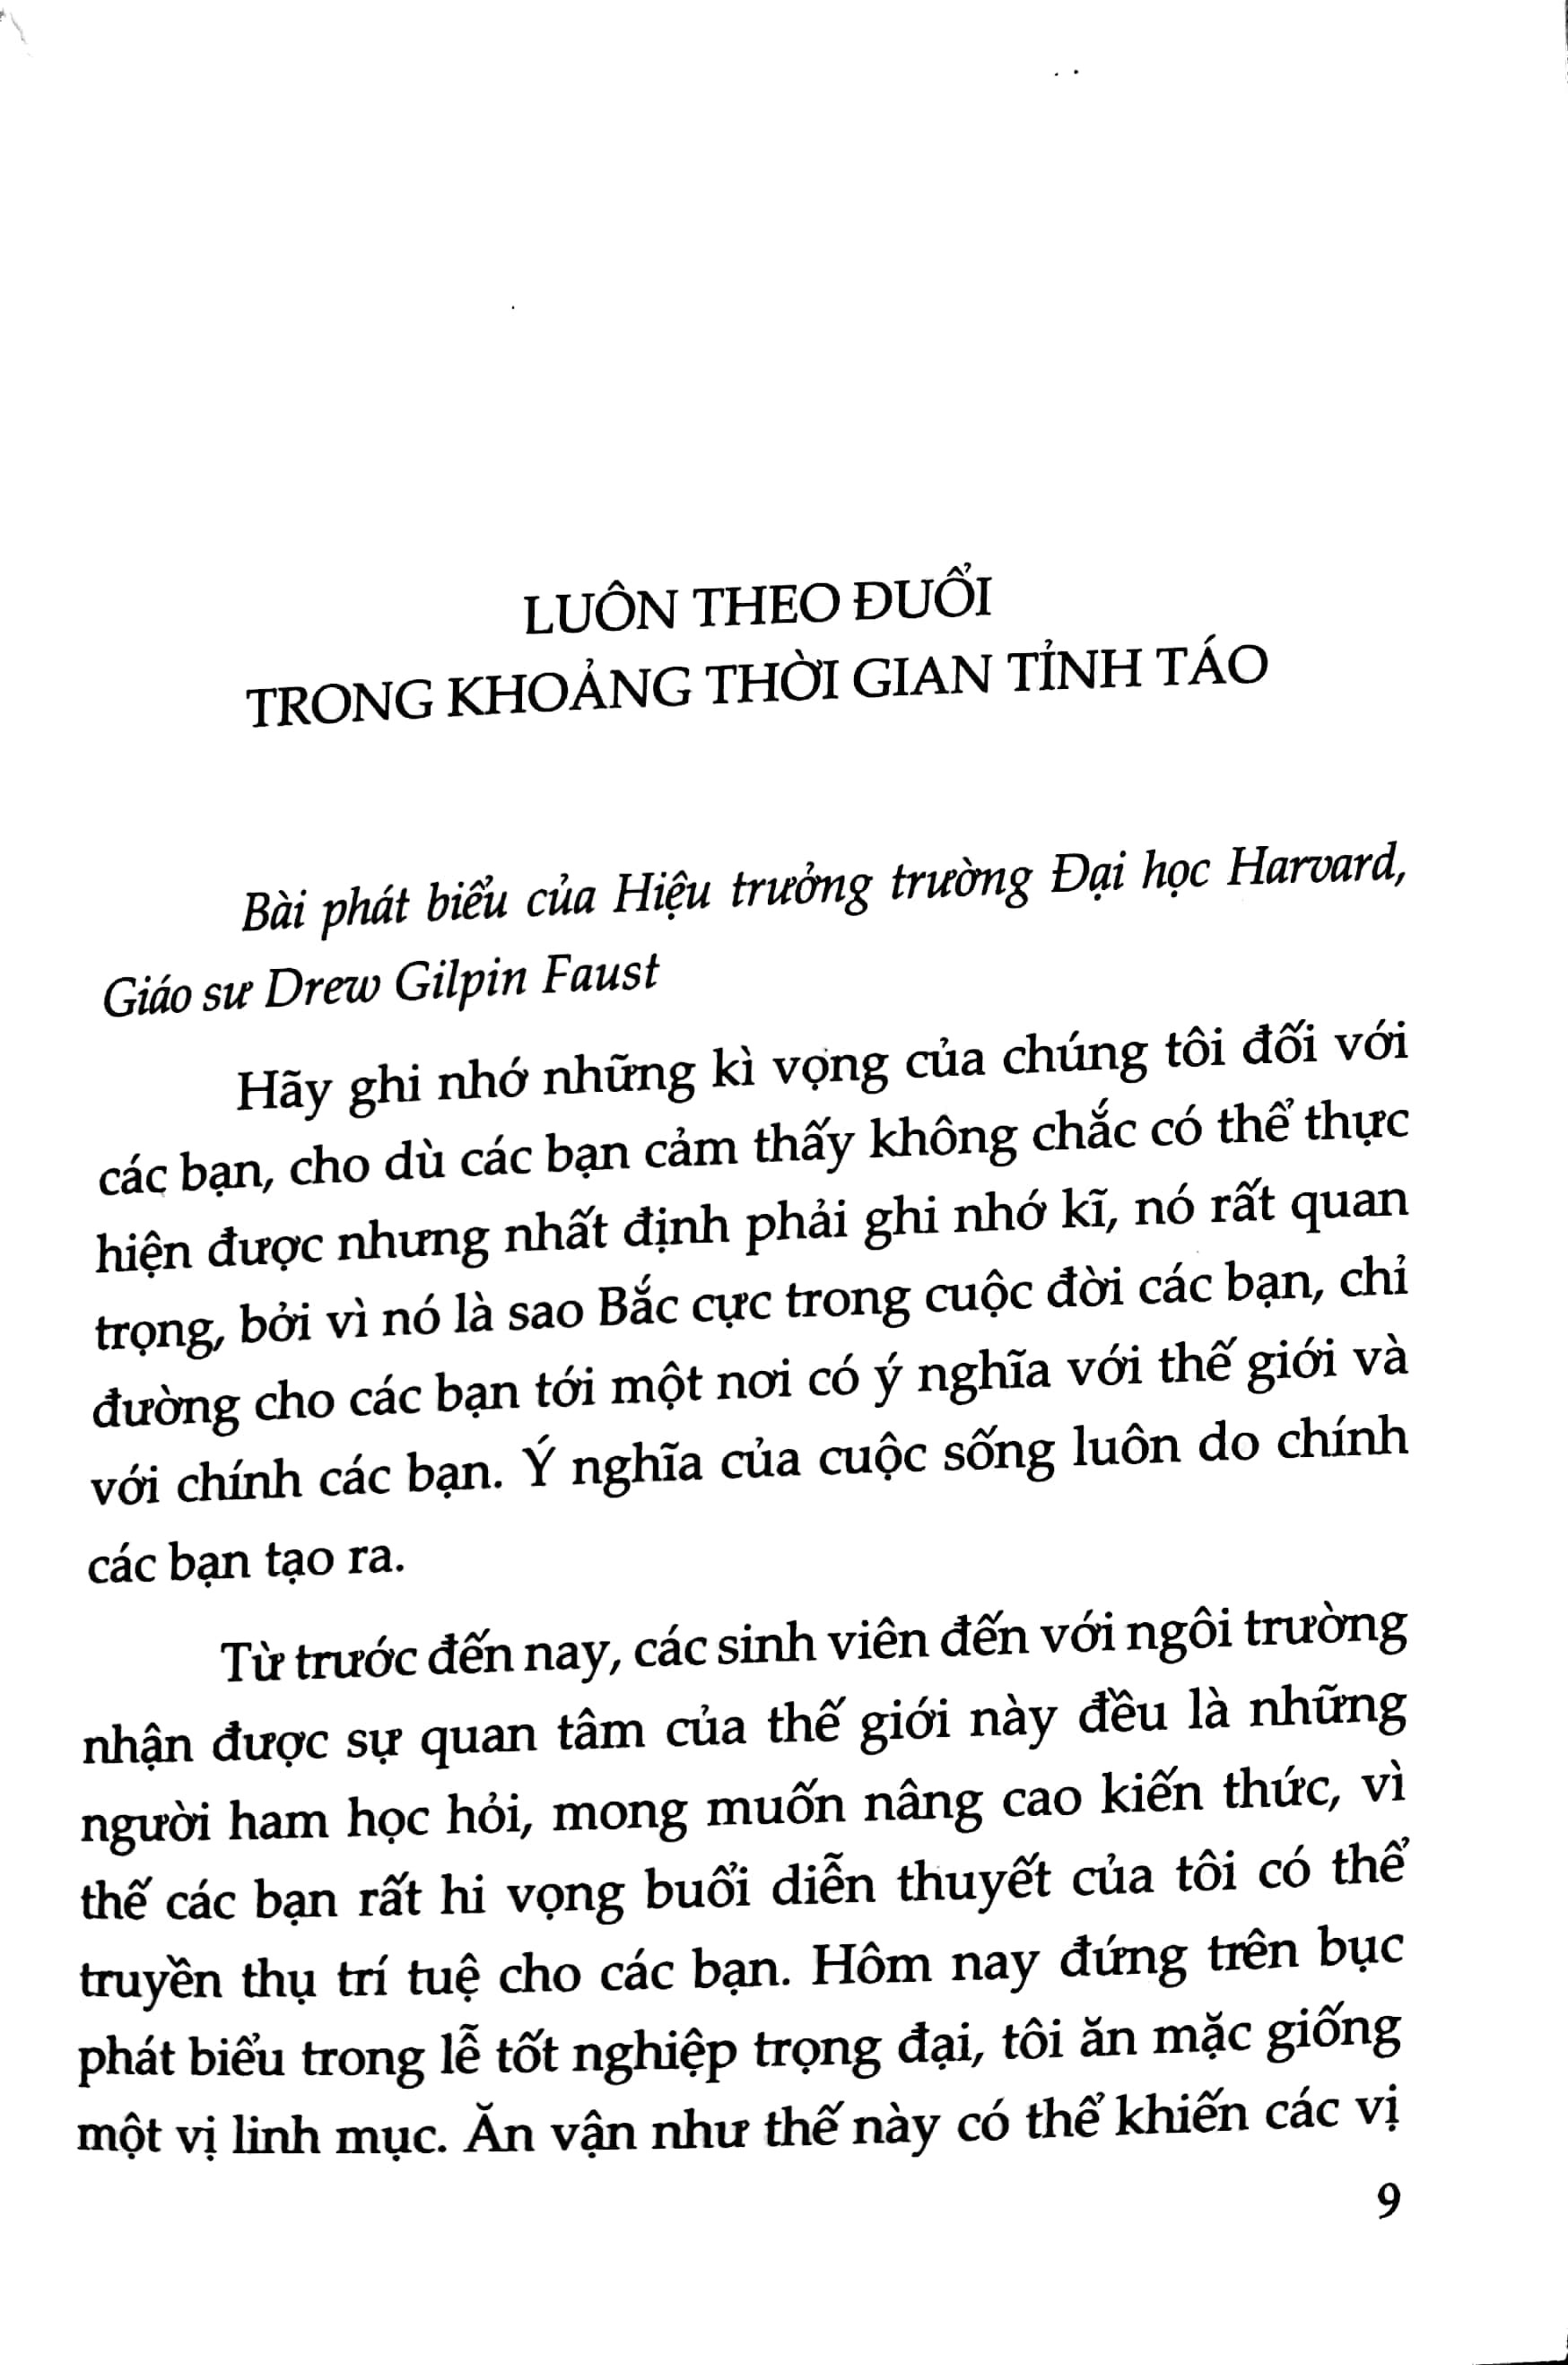 LUÔN THEO ĐUỔI
TRONG KHOẢNG THỜI GIAN TỈNH TÁO
Bài phát biểu của Hiệu trưởng trường Đại học Harvard,
Giáo sư Drew Gilpin Faust
Hãy ghi nhớ những kì vọng của chúng tôi đối với
các bạn, cho dù các bạn cảm thấy không chắc có thể thực
hiện được nhưng nhất định phải ghi nhớ kĩ, nó rất quan
trọng, bởi vì nó là sao Bắc cực trong cuộc đời các bạn, chỉ
đường cho các bạn tới một nơi có ý nghĩa với thế giới và
với chính các bạn. Ý nghĩa của cuộc sống luôn do chính
các bạn tạo ra.
Từ trước đến nay, các sinh viên đến với ngôi trường
nhận được sự quan tâm của thế giới này đều là những
người ham học hỏi, mong muốn nâng cao kiến thức, vì
thế các bạn rất hi vọng buổi diễn thuyết của tôi có thể
truyền thụ trí tuệ cho các bạn. Hôm nay đứng trên bục
phát biểu trong lễ tốt nghiệp trọng đại, tôi ăn mặc giống
một vị linh mục. Ăn vận như thế này có thể khiến các vị
9